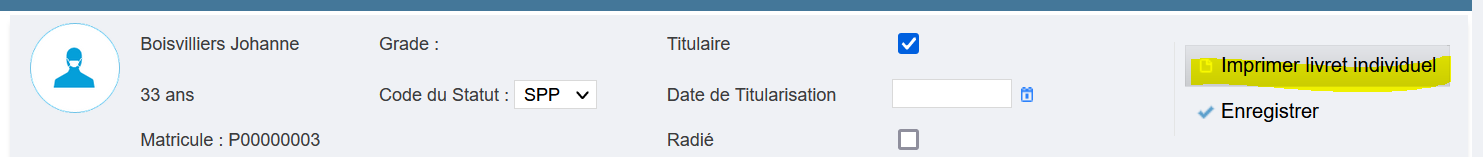 Boisvilliers Johanne Grade : Titulaire
Imprimer livret individuel
33 ans Code du Statut : SPP Date de Titularisation
Enregistrer
Matricule : P00000003 Radié